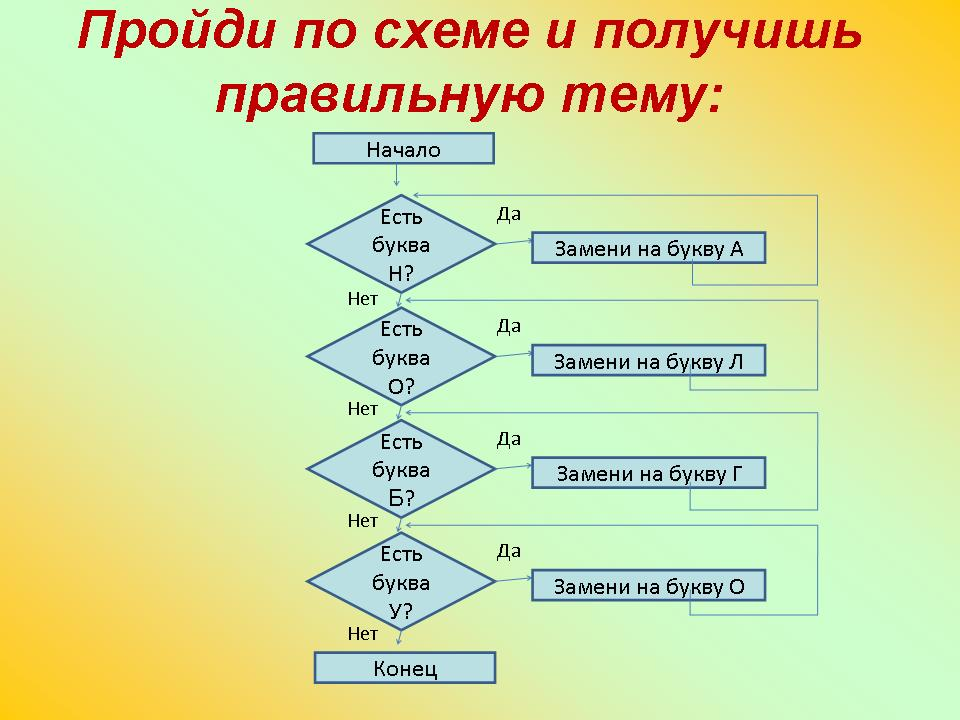 Пройди по схеме и получишь
правильную тему:
Начало
Есть
буква
Н?
Да
Замени на букву А
Нет
Есть
буква
О?
Да
Замени на букву Л
Нет
Есть
буква
Б?
Да
Замени на букву Г
Нет
Есть
буква
У?
Да
Замени на букву О
Нет
Конец